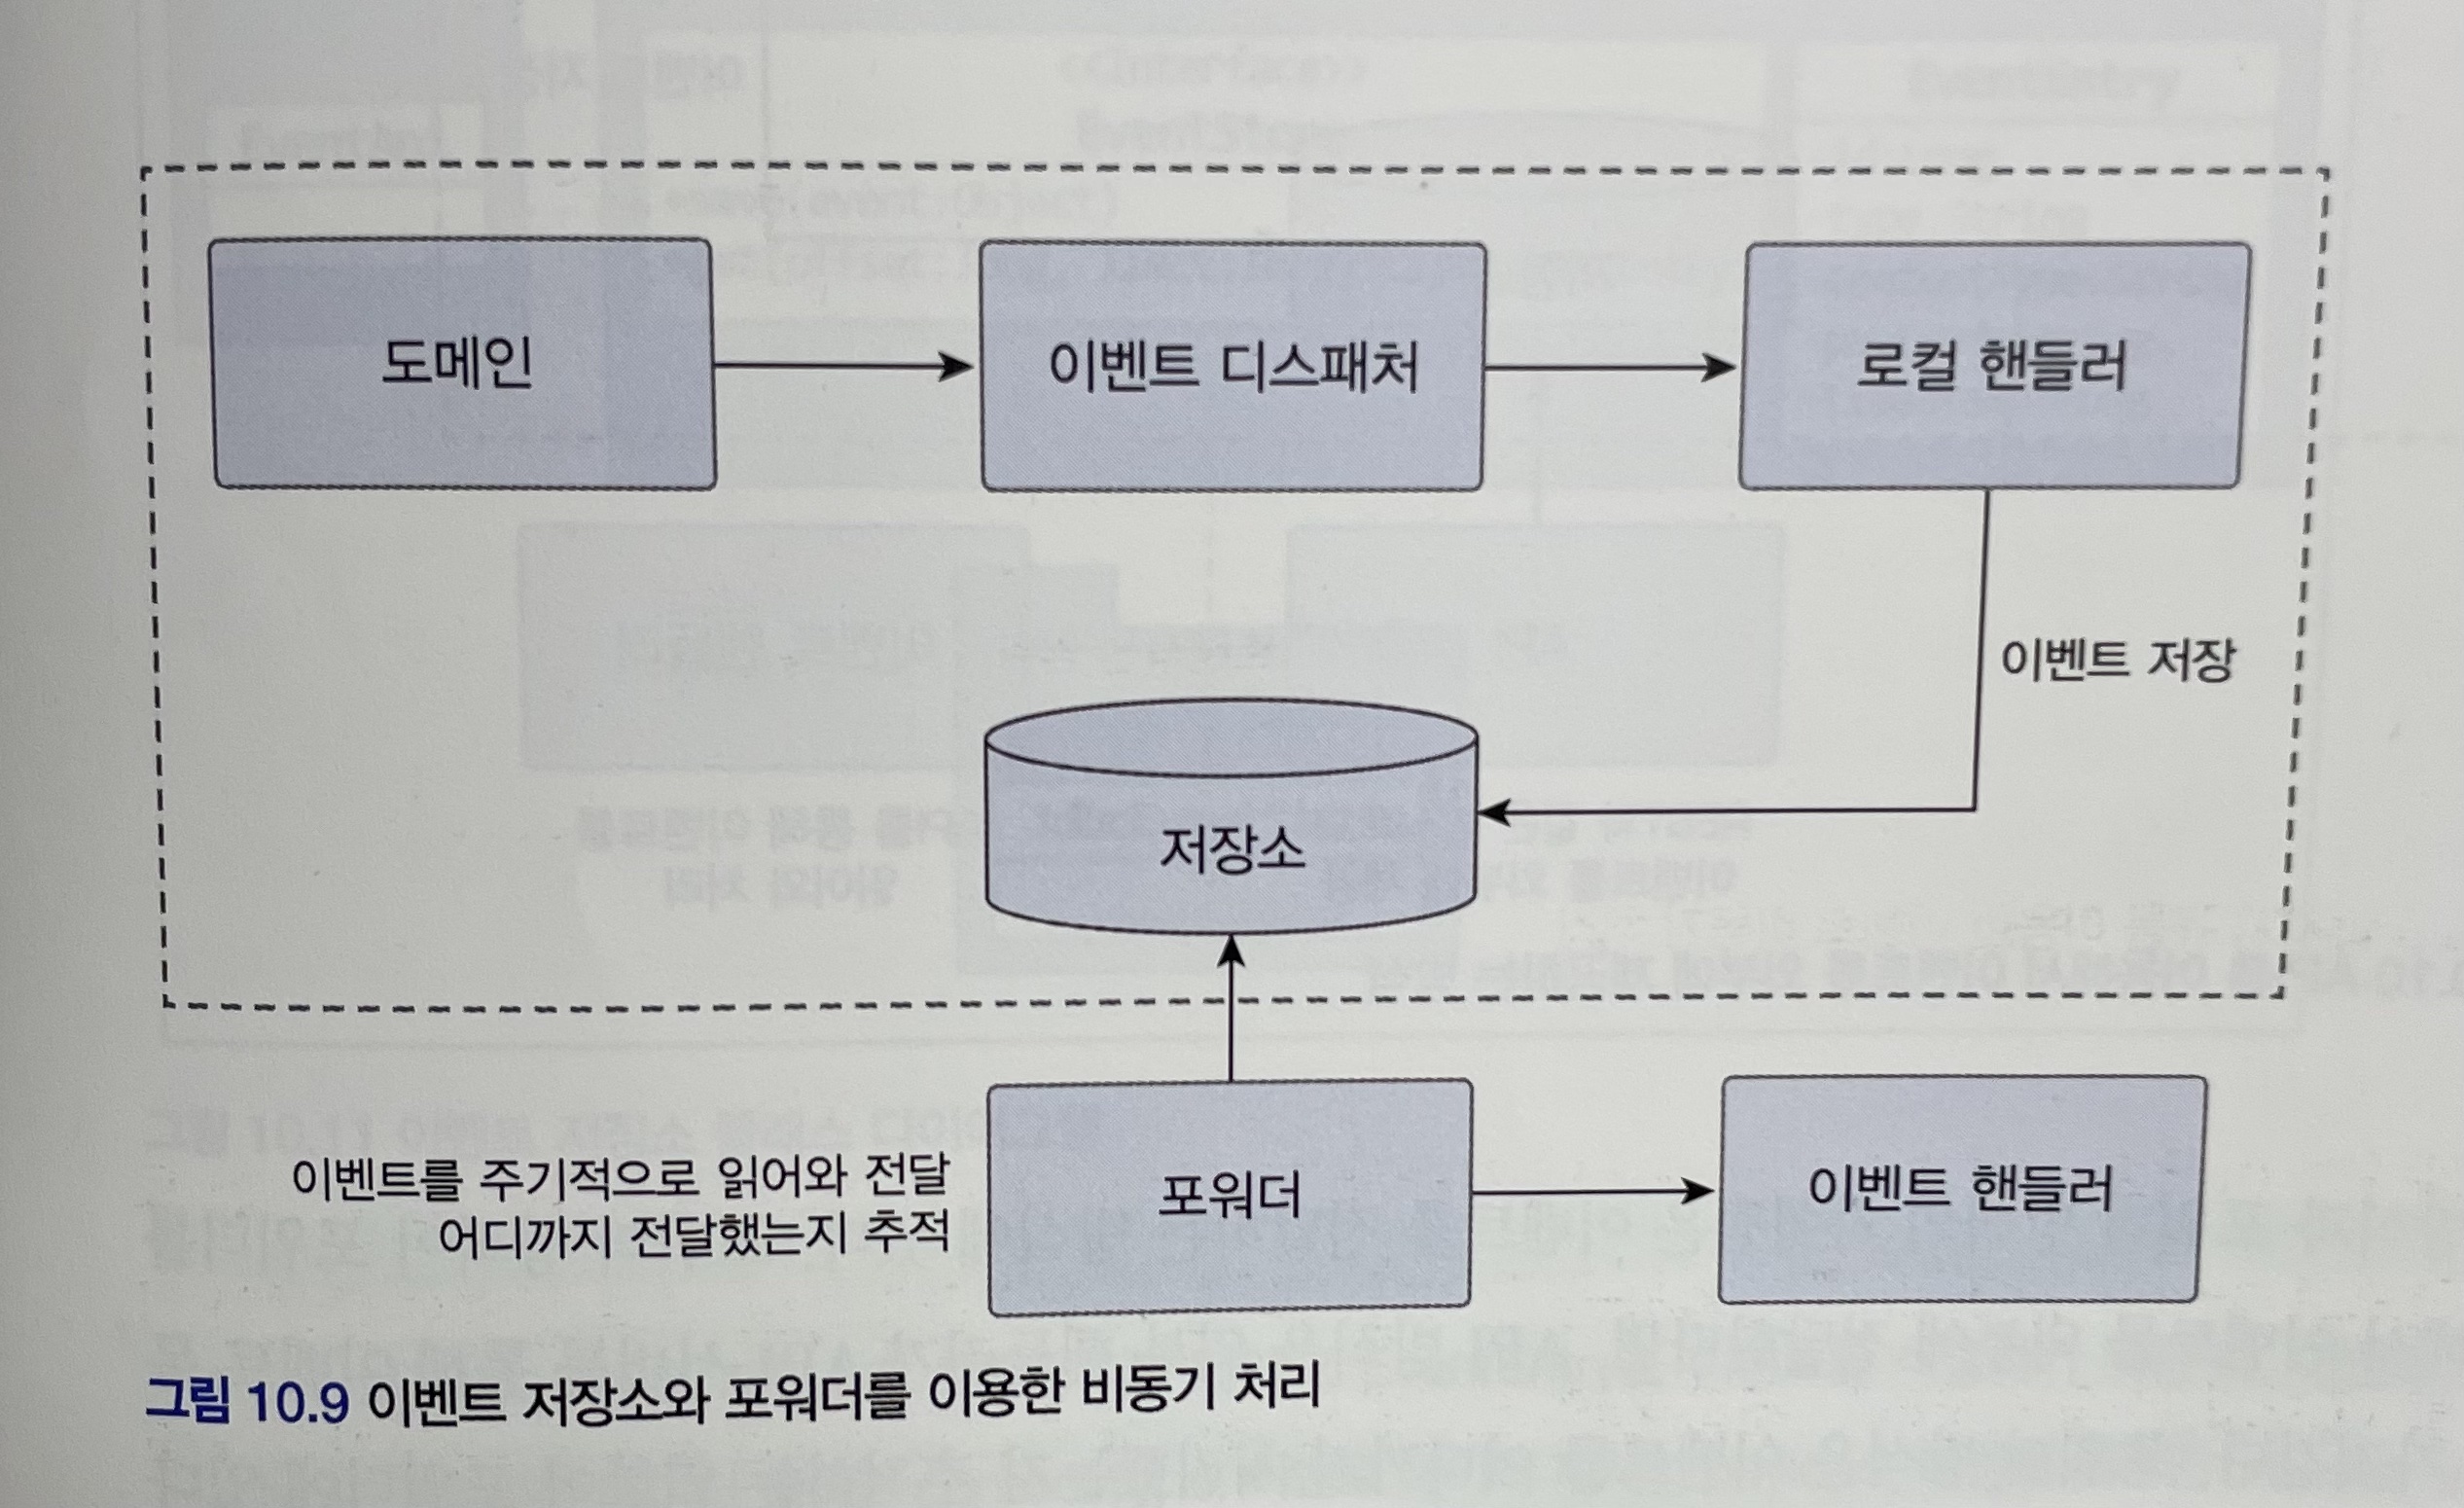 도메인
이벤트 디스패처
로컬 핸들러
이벤트 저장
저장소
이벤트를 주기적으로 읽어와 전달
어디까지 전달했는지 추적
포워더
이벤트 핸들러
그림 10.9 이벤트 저장소와 포워더를 이용한 비동기 처리